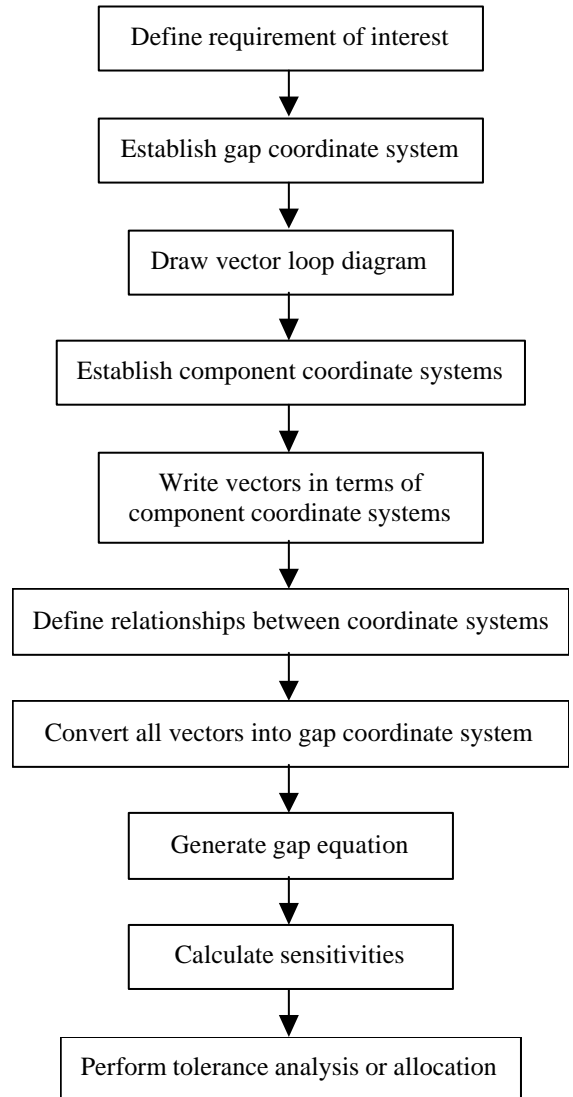 Define requirement of interest
Establish gap coordinate system
Draw vector loop diagram
Establish component coordinate systems
Write vectors in terms of
component coordinate systems
Define relationships between coordinate systems
Convert all vectors into gap coordinate system
Generate gap equation
Calculate sensitivities
Perform tolerance analysis or allocation